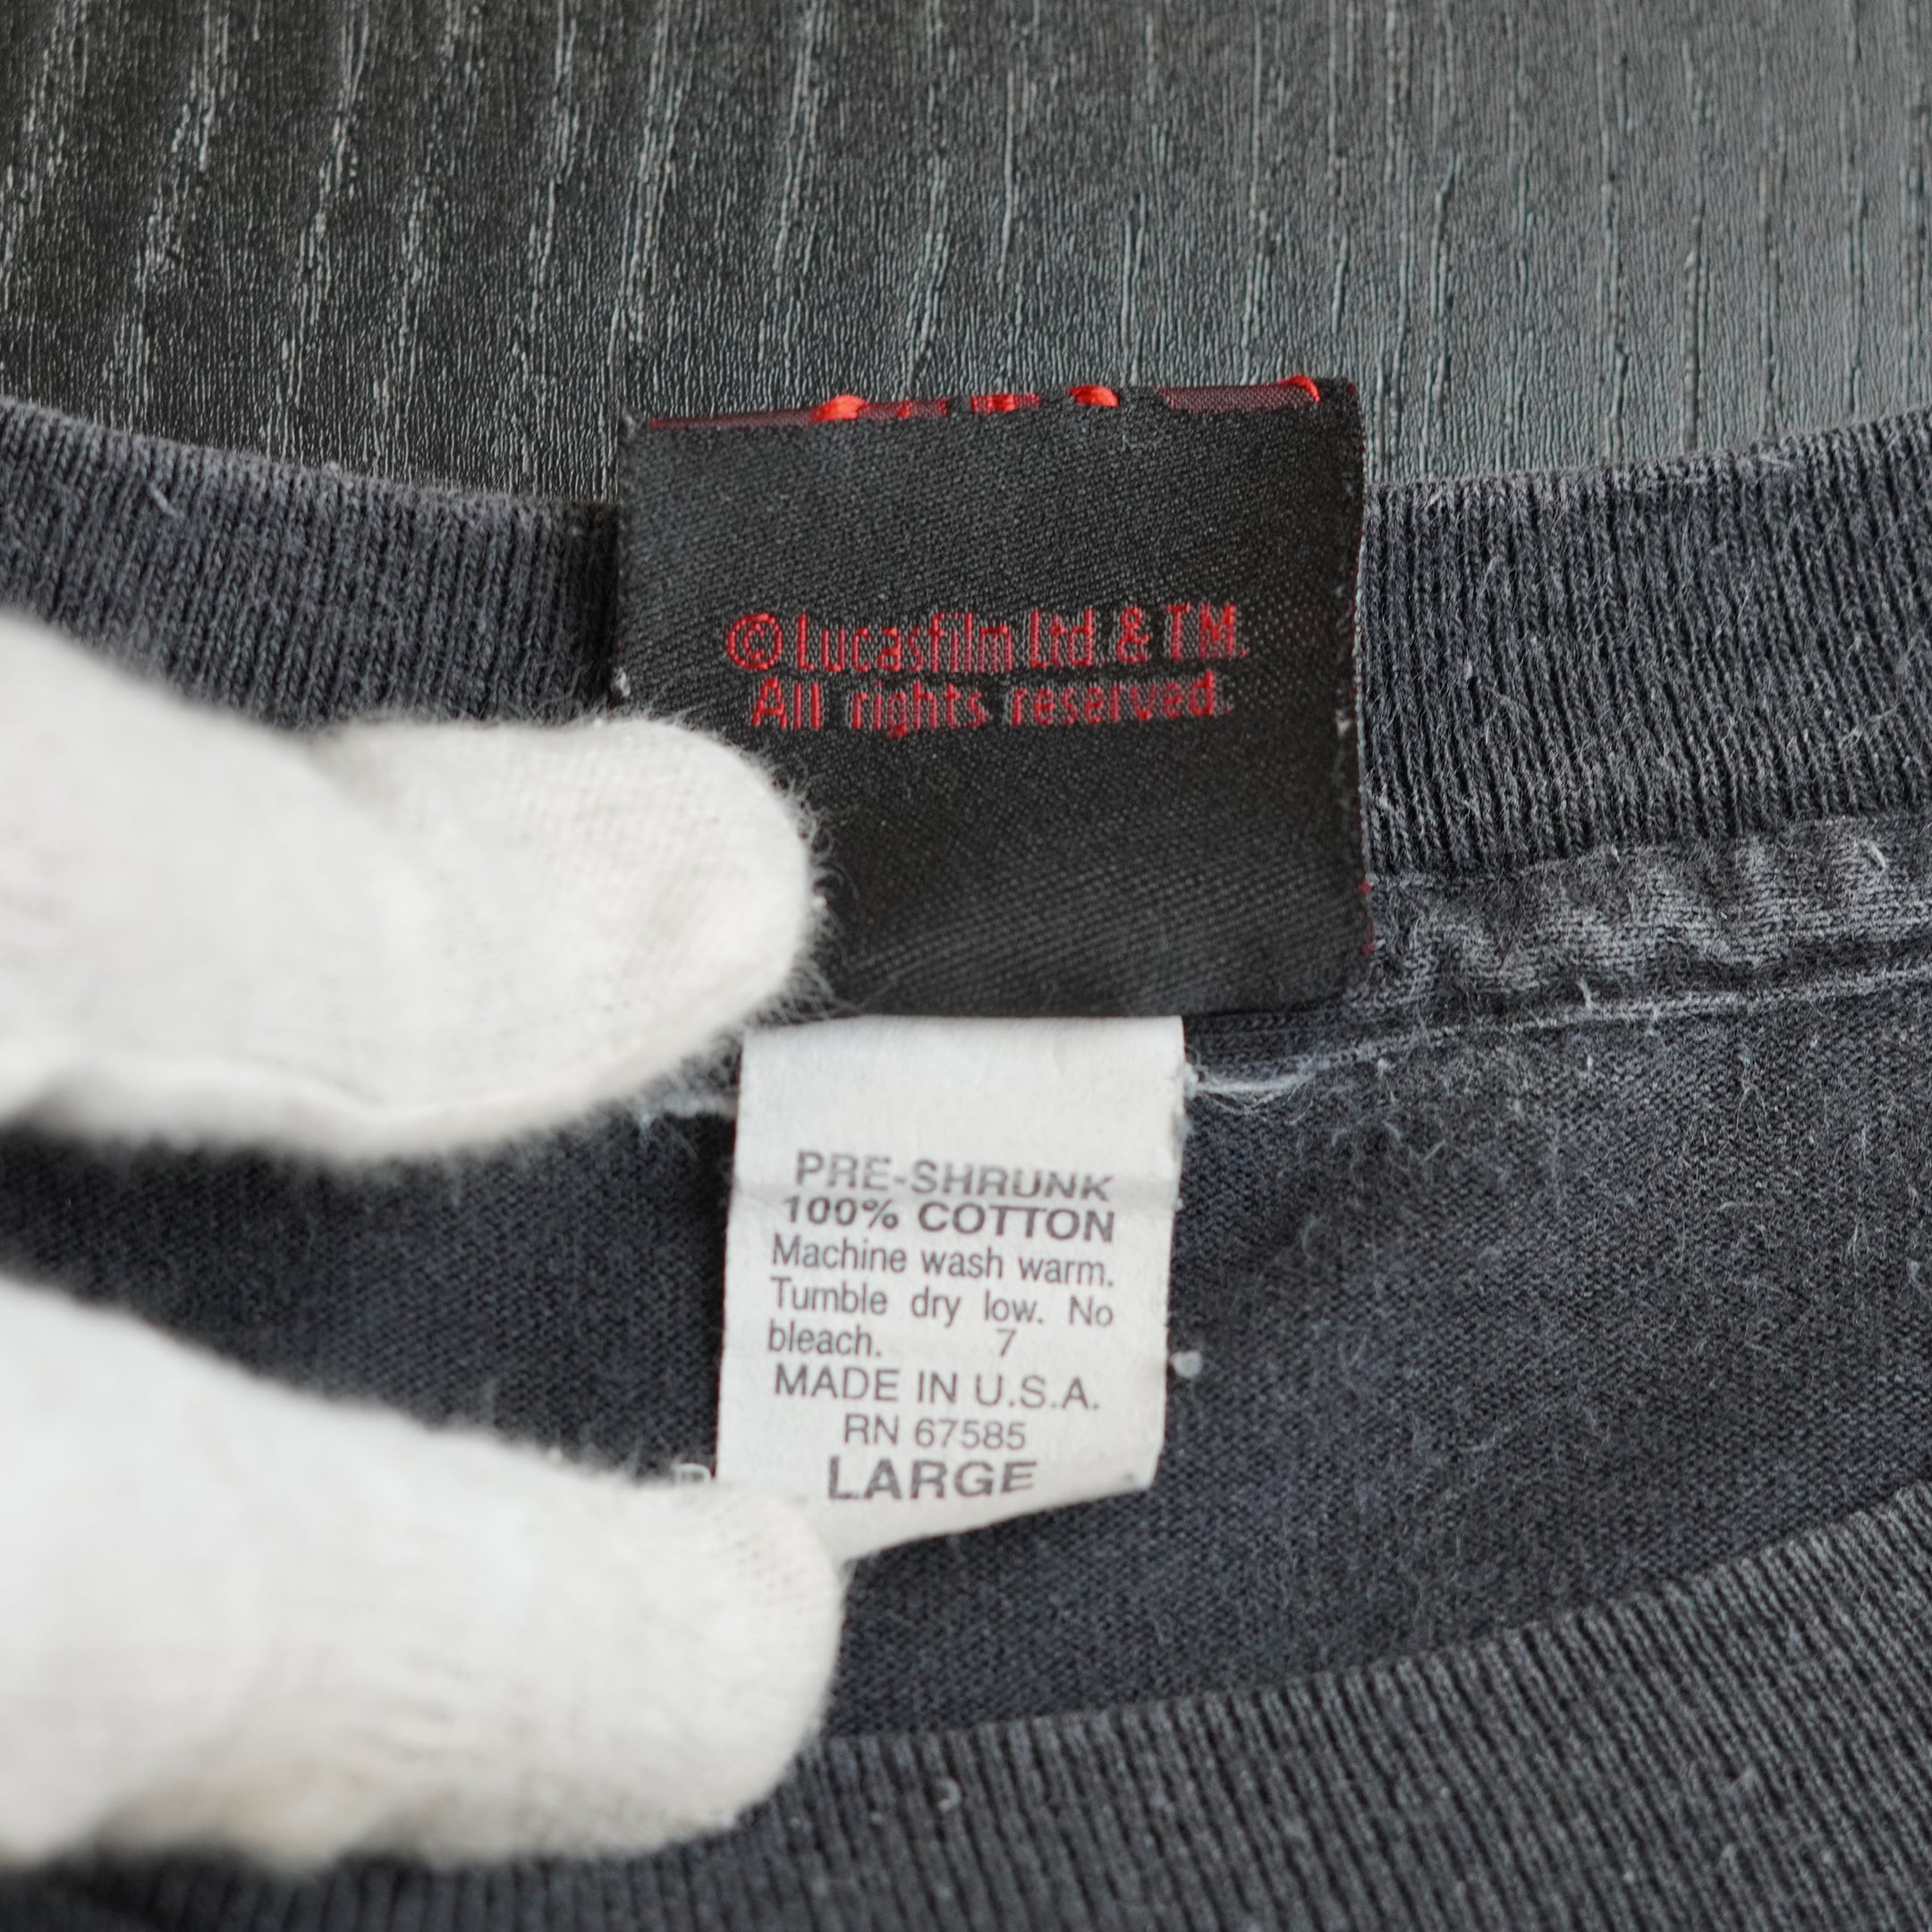 ©Lucasfilm Ltd & TM.
All rights reserved.
PRE-SHRUNK
100% COTTON
Machine wash warm.
Tumble dry low. No
bleach. 7
MADE IN U.S.A.
RN 67585
LARGE